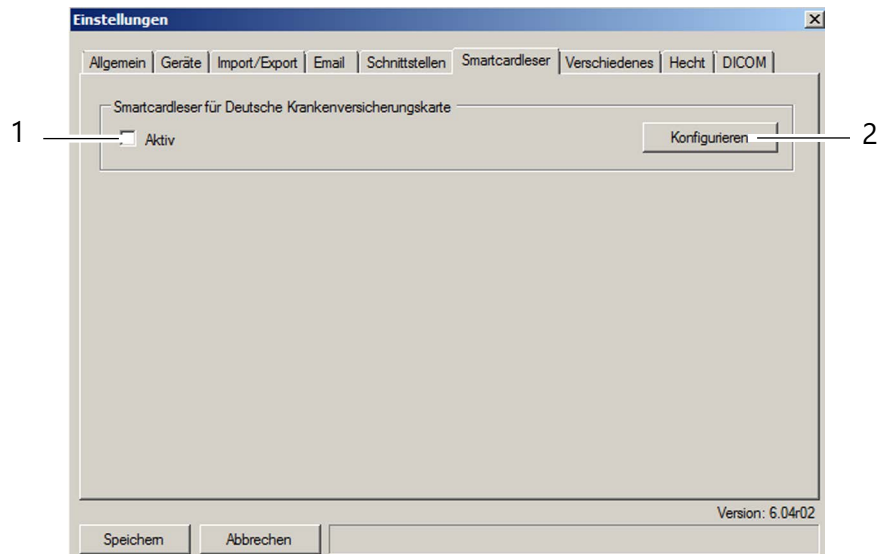 Einstellungen
Allgemein Geräte Import/Export Email Schnittstellen Smartcardleser Verschiedenes Hecht DICOM
Smartcardleser für Deutsche Krankenversicherungskarte
1 Aktiv Konfigurieren 2
Version: 6.04r02
Speichern Abbrechen